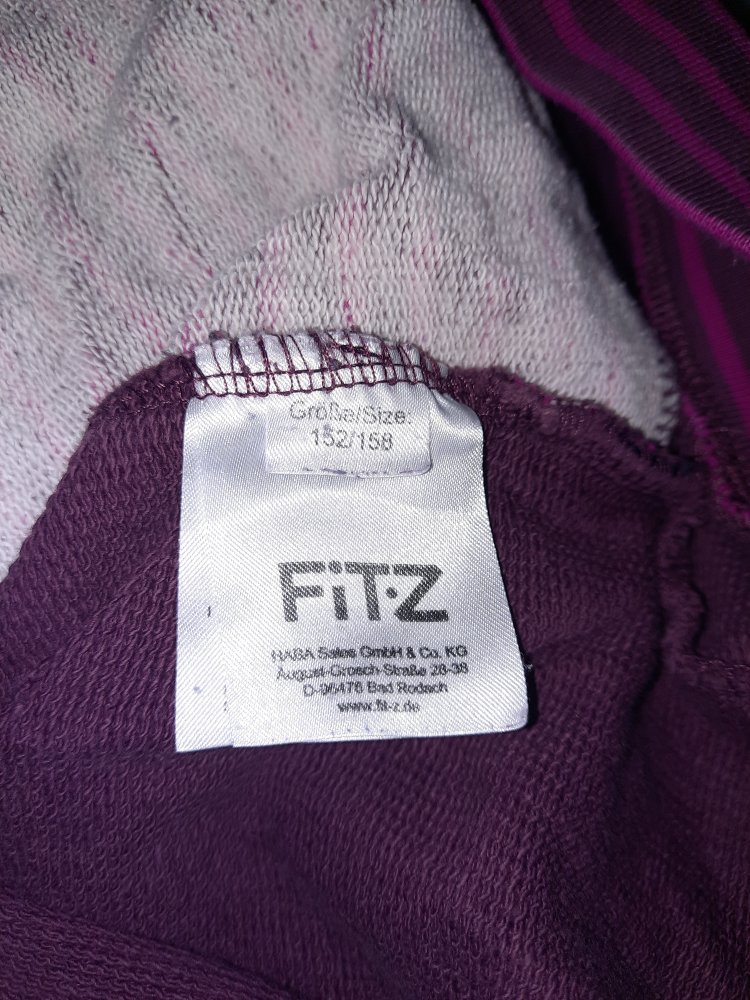 Größe/Size:
152/158
FiT·Z
HABA Sales GmbH & Co. KG
August-Grosch-Straße 28-38
D-96476 Bad Rodach
www.fit-z.de